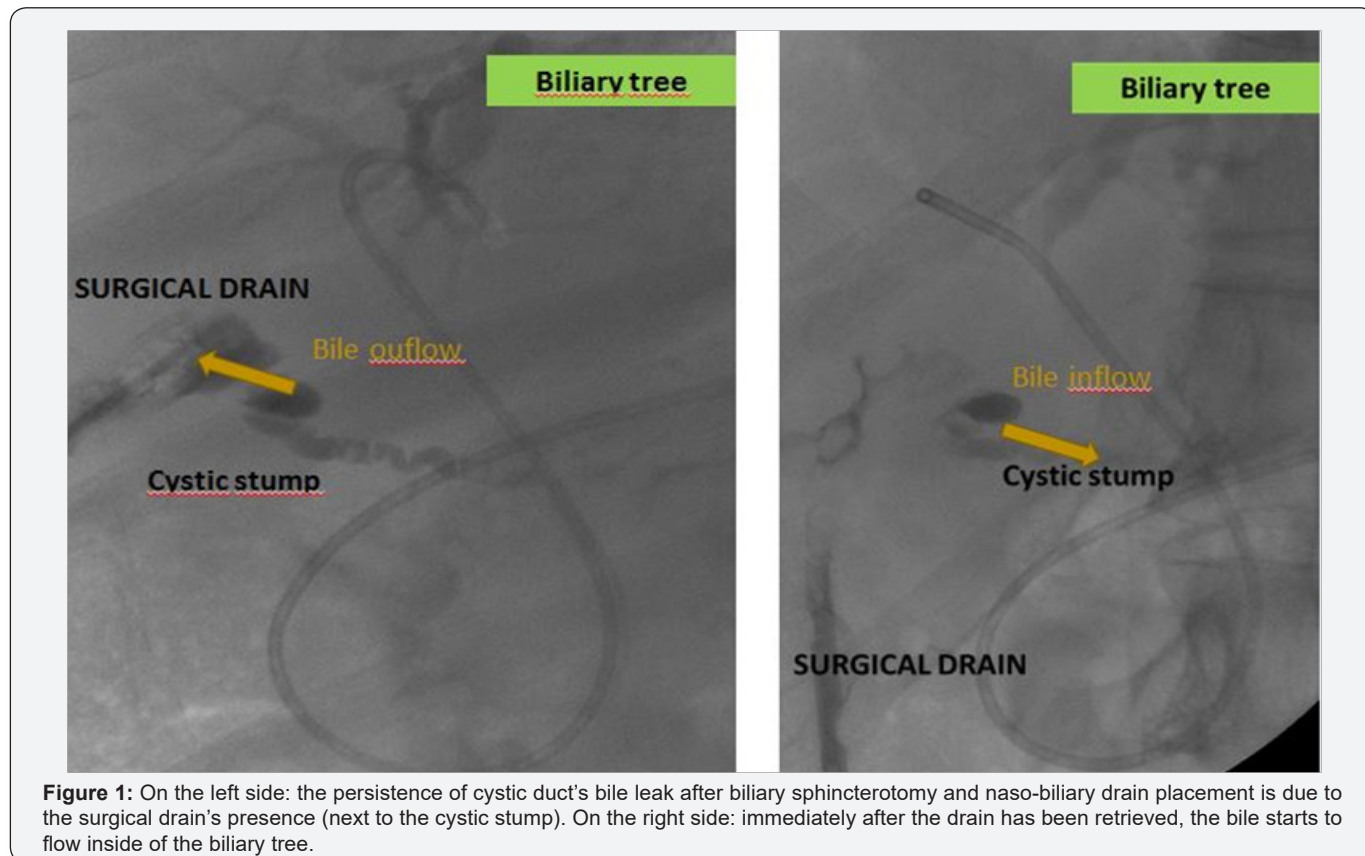 Biliary tree
SURGICAL DRAIN
Bile ouflow
Cystic stump
Biliary tree
Bile inflow
Cystic stump
SURGICAL DRAIN
Figure 1: On the left side: the persistence of cystic duct's bile leak after biliary sphincterotomy and naso-biliary drain placement is due to
the surgical drain's presence (next to the cystic stump). On the right side: immediately after the drain has been retrieved, the bile starts to
flow inside of the biliary tree.